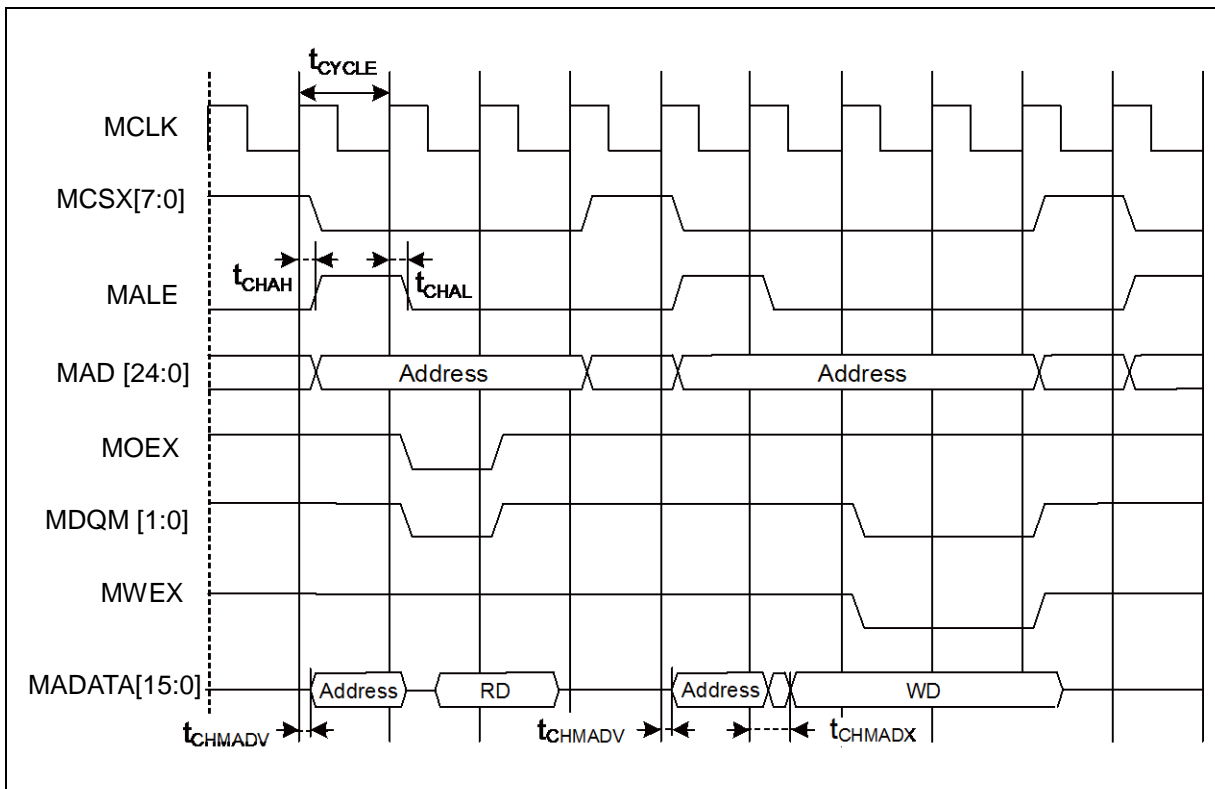 tCYCLE
MCLK
MCSX[7:0]
tCHAH
tCHAL
MALE
MAD [24:0]
Address
Address
MOEX
MDQM [1:0]
MWEX
MADATA[15:0]
Address
RD
Address
WD
tCHMADV
tCHMADV
tCHMADX